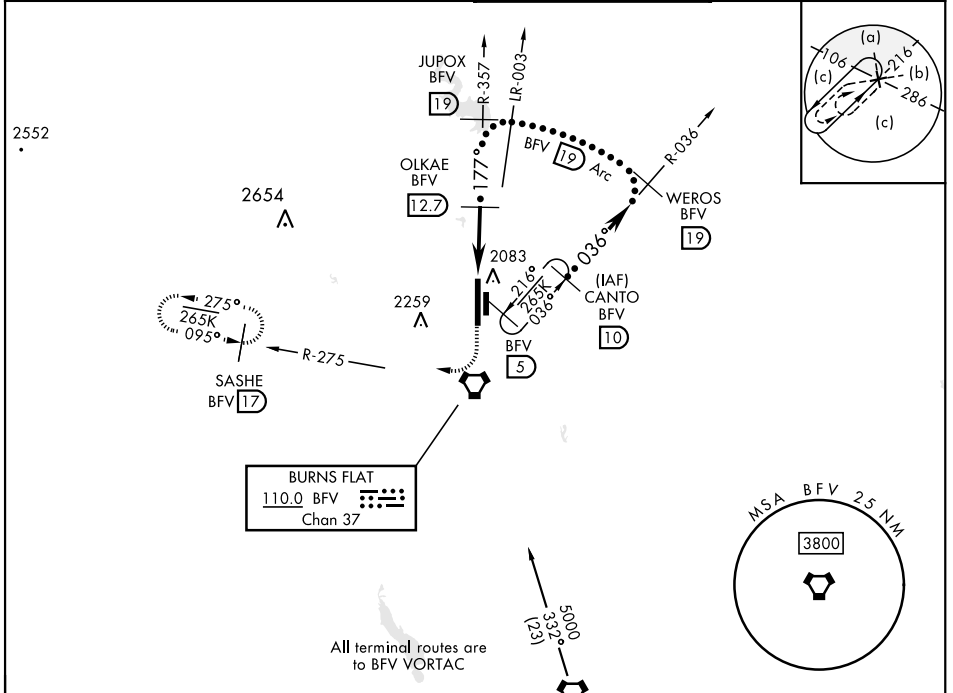 JUPOX
BFV
19
R-357
LR-003
BFV 19 Arc
R-036
WEROS
BFV
19
OLKAE
BFV
12.7
177°
036°
(IAF)
CANTO
BFV
10
216°
265K
036°
BFV
5
2552
2654
2083
2259
275°
265K
095°
R-275
SASHE
BFV 17
BURNS FLAT
110.0 BFV
Chan 37
All terminal routes are
to BFV VORTAC
5000
332°
(23)
MSA BFV 25 NM
3800
(a)
106
216
(c)
(b)
286
(c)